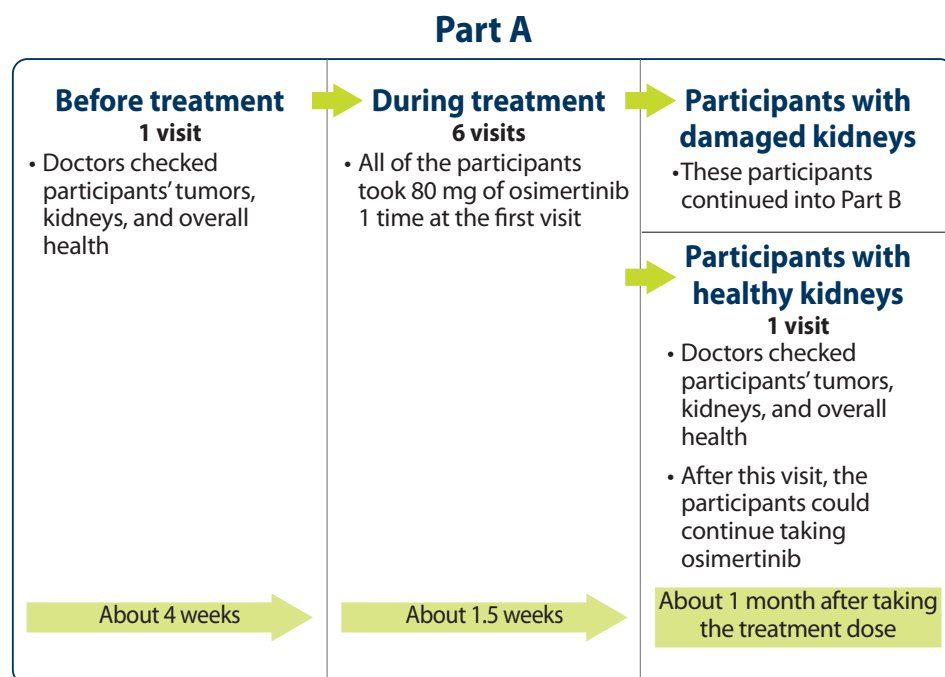 Part A
Before treatment
1 visit
• Doctors checked
participants' tumors,
kidneys, and overall
health
About 4 weeks
During treatment
6 visits
• All of the participants
took 80 mg of osimertinib
1 time at the first visit
About 1.5 weeks
Participants with
damaged kidneys
•These participants
continued into Part B
Participants with
healthy kidneys
1 visit
• Doctors checked
participants' tumors,
kidneys, and overall
health
• After this visit, the
participants could
continue taking
osimertinib
About 1 month after taking
the treatment dose